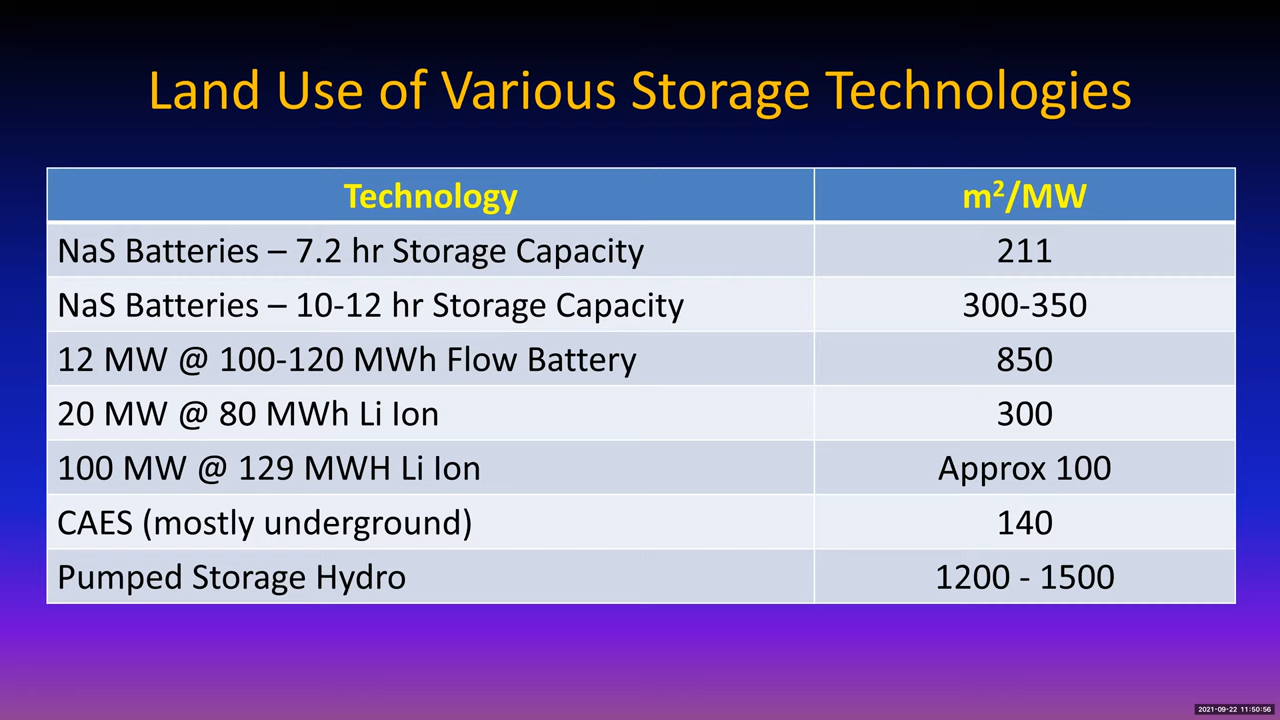 Land Use of Various Storage Technologies
Technology m²/MW
NaS Batteries – 7.2 hr Storage Capacity 211
NaS Batteries – 10-12 hr Storage Capacity 300-350
12 MW @ 100-120 MWh Flow Battery 850
20 MW @ 80 MWh Li Ion 300
100 MW @ 129 MWH Li Ion Approx 100
CAES (mostly underground) 140
Pumped Storage Hydro 1200 - 1500
2021-09-22 11:50:56